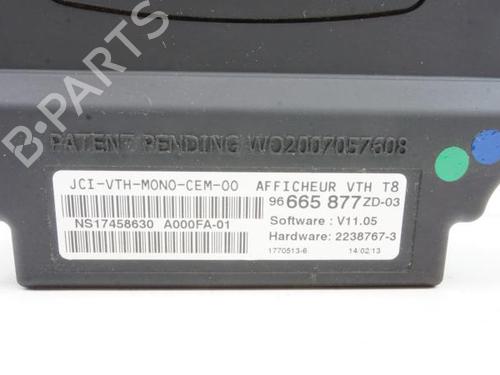 B-PARTS
PATENT PENDING WO2007057608
JCI-VTH-MONO-CEM-00 AFFICHEUR VTH T8
96 665 877 ZD-03
NS17458630 A000FA-01
Software : V11.05
Hardware: 2238767-3
1770513-6 14/02/13